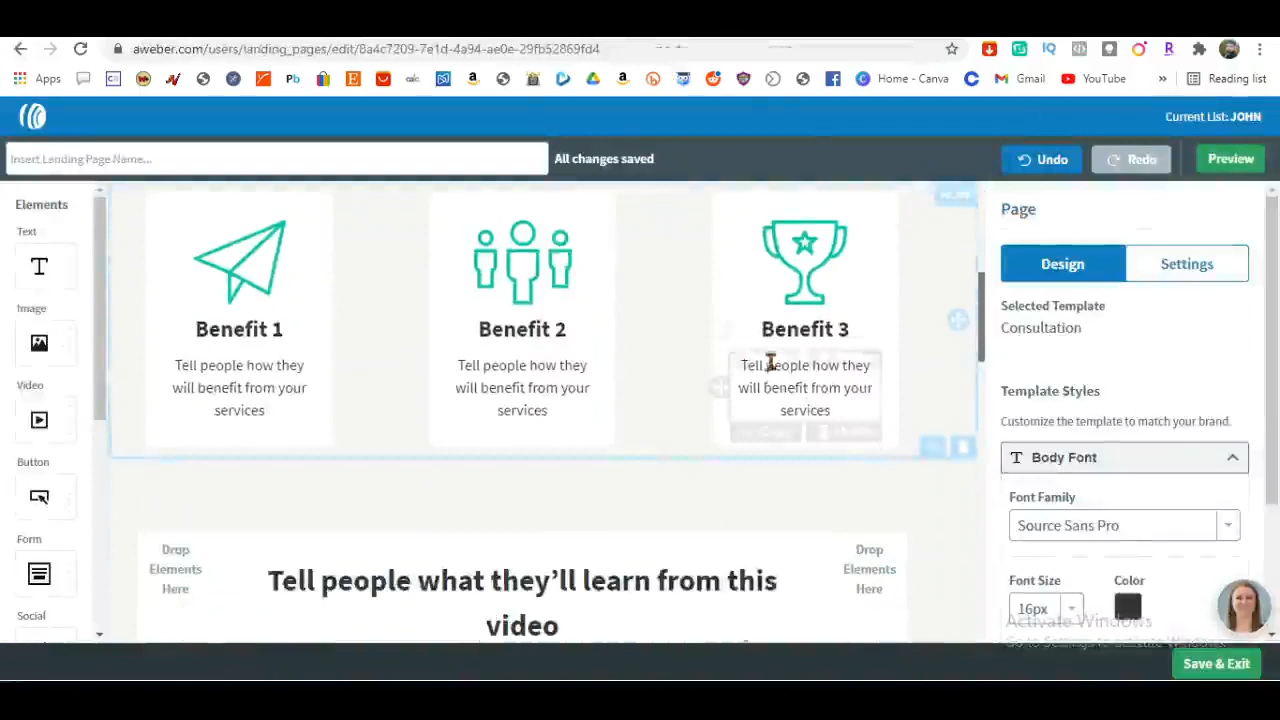 aweber.com/users/landing_pages/edit/8a4c7209-7e1d-4a94-ae0e-29fb52869fd4
Apps
Home - Canva
Gmail
YouTube
»
Reading list
Current List: JOHN
Insert Landing Page Name...
All changes saved
Undo
Redo
Preview
Elements
Text
Image
Video
Button
Form
Social
Benefit 1
Tell people how they
will benefit from your
services
Benefit 2
Tell people how they
will benefit from your
services
Benefit 3
Tell people how they
will benefit from your
services
Drop
Elements
Here
Tell people what they’ll learn from this
video
Drop
Elements
Here
Page
Design
Settings
Selected Template
Consultation
Template Styles
Customize the template to match your brand.
Body Font
Font Family
Source Sans Pro
Font Size
Color
16px
Activate Windows
Go to Settings to activate Windows.
Save & Exit